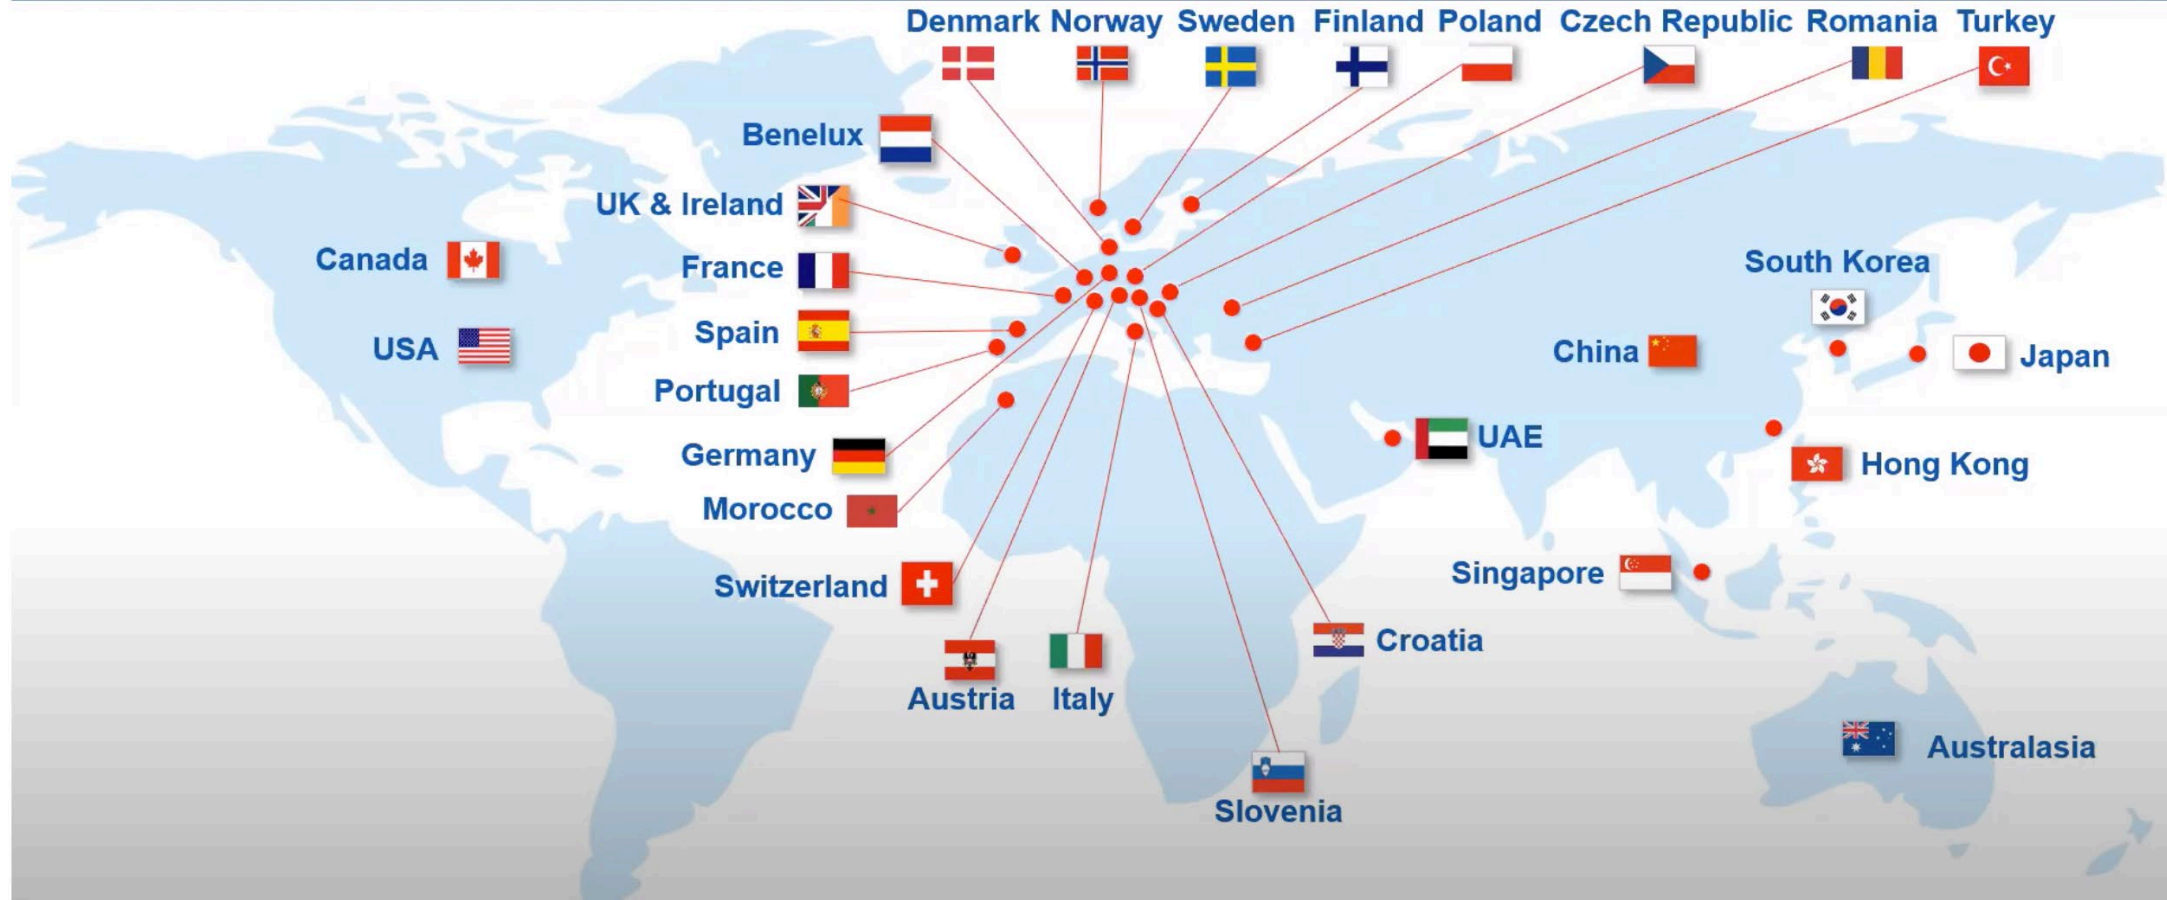 Denmark Norway Sweden Finland Poland Czech Republic Romania Turkey
Benelux
UK & Ireland
Canada
France
South Korea
Spain
USA
China
Japan
Portugal
UAE
Germany
Hong Kong
Morocco
Singapore
Switzerland
Croatia
Austria
Italy
Australasia
Slovenia